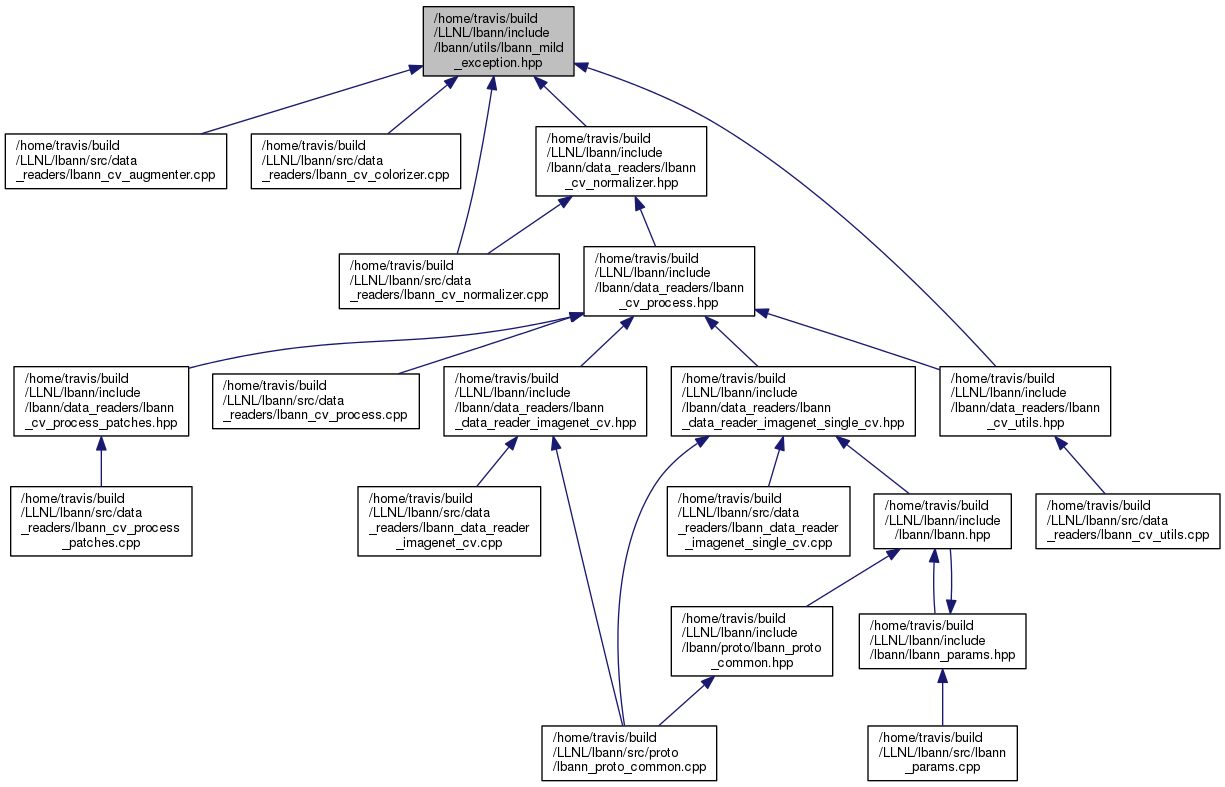 /home/travis/build
/LLNL/lbann/include
/lbann/utils/lbann_mild
_exception.hpp
/home/travis/build
/LLNL/lbann/src/data
_readers/lbann_cv_augmenter.cpp
/home/travis/build
/LLNL/lbann/src/data
_readers/lbann_cv_colorizer.cpp
/home/travis/build
/LLNL/lbann/include
/lbann/data_readers/lbann
_cv_normalizer.hpp
/home/travis/build
/LLNL/lbann/src/data
_readers/lbann_cv_normalizer.cpp
/home/travis/build
/LLNL/lbann/include
/lbann/data_readers/lbann
_cv_process.hpp
/home/travis/build
/LLNL/lbann/include
/lbann/data_readers/lbann
_cv_process_patches.hpp
/home/travis/build
/LLNL/lbann/src/data
_readers/lbann_cv_process.cpp
/home/travis/build
/LLNL/lbann/include
/lbann/data_readers/lbann
_data_reader_imagenet_cv.hpp
/home/travis/build
/LLNL/lbann/include
/lbann/data_readers/lbann
_data_reader_imagenet_single_cv.hpp
/home/travis/build
/LLNL/lbann/include
/lbann/data_readers/lbann
_cv_utils.hpp
/home/travis/build
/LLNL/lbann/src/data
_readers/lbann_cv_process
_patches.cpp
/home/travis/build
/LLNL/lbann/src/data
_readers/lbann_data_reader
_imagenet_cv.cpp
/home/travis/build
/LLNL/lbann/src/data
_readers/lbann_data_reader
_imagenet_single_cv.cpp
/home/travis/build
/LLNL/lbann/include
/lbann/lbann.hpp
/home/travis/build
/LLNL/lbann/src/data
_readers/lbann_cv_utils.cpp
/home/travis/build
/LLNL/lbann/include
/lbann/proto/lbann_proto
_common.hpp
/home/travis/build
/LLNL/lbann/include
/lbann/lbann_params.hpp
/home/travis/build
/LLNL/lbann/src/proto
/lbann_proto_common.cpp
/home/travis/build
/LLNL/lbann/src/lbann
_params.cpp